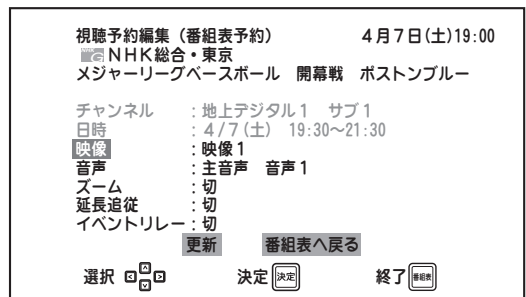 視聴予約編集（番組表予約） 4月7日(土)19:00
NHK G NHK総合・東京
メジャーリーグベースボール 開幕戦 ボストンブルー
チャンネル ：地上デジタル1 サブ1
日時 ：4/7(土) 19:30～21:30
映像 ：映像1
音声 ：主音声 音声1
ズーム ：切
延長追従 ：切
イベントリレー：切
更新 番組表へ戻る
選択 決定 決定 終了 番組表